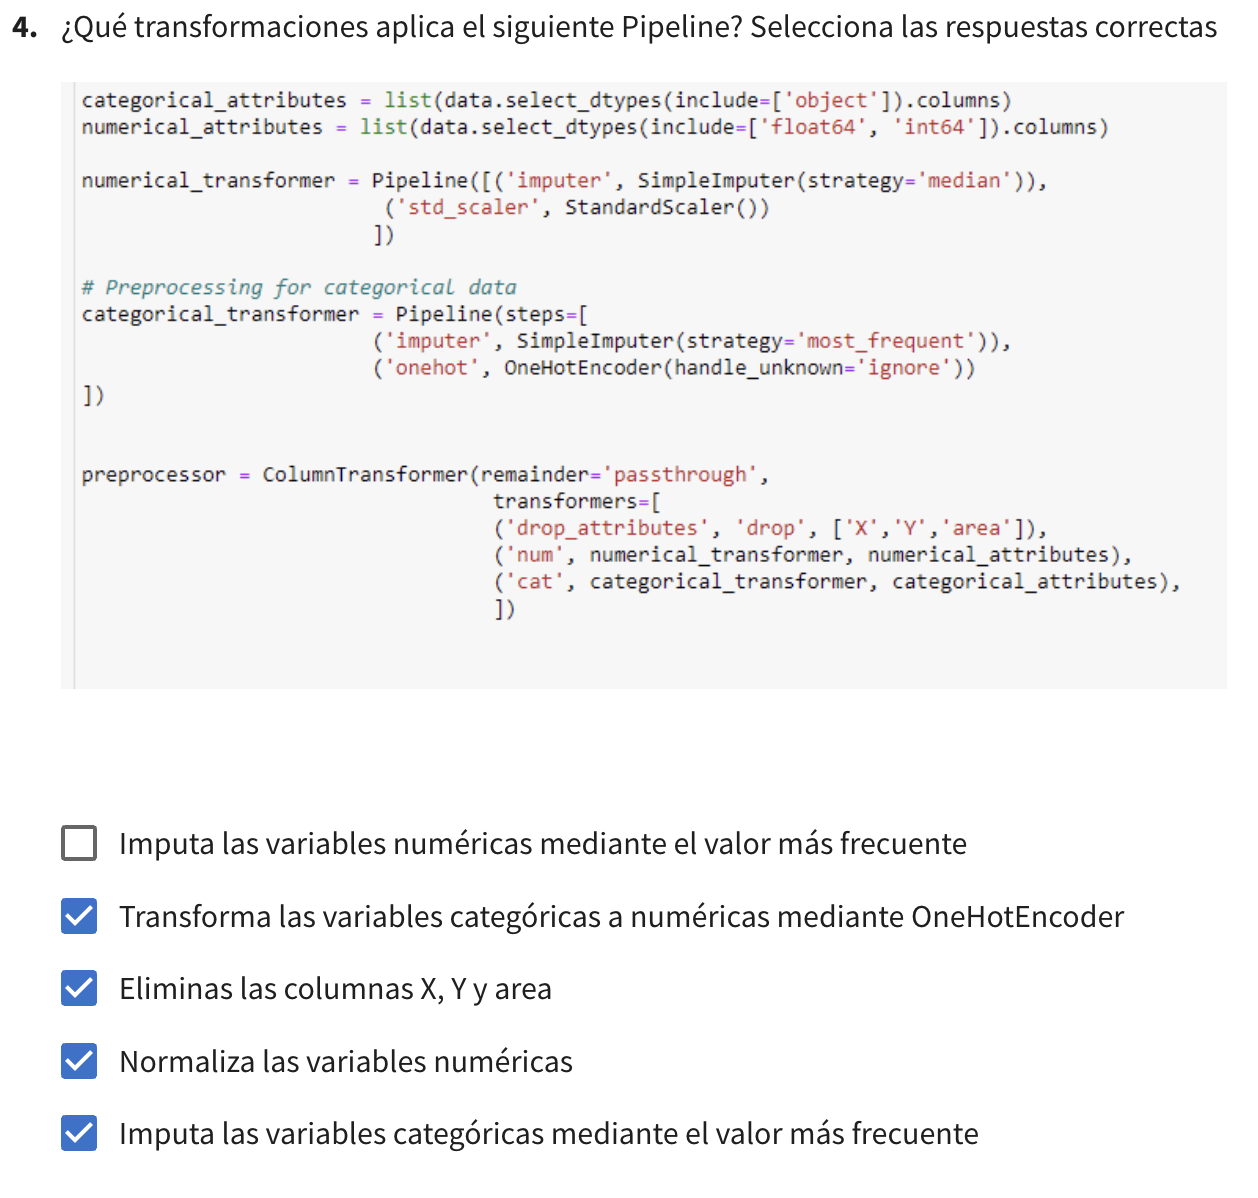 4. ¿Qué transformaciones aplica el siguiente Pipeline? Selecciona las respuestas correctas
categorical_attributes = list(data.select_dtypes(include=['object']).columns)
numerical_attributes = list(data.select_dtypes(include=['float64', 'int64']).columns)
numerical_transformer = Pipeline([('imputer', SimpleImputer(strategy='median')),
('std_scaler', StandardScaler())
])
# Preprocessing for categorical data
categorical_transformer = Pipeline(steps=[
('imputer', SimpleImputer(strategy='most_frequent')),
('onehot', OneHotEncoder(handle_unknown='ignore'))
])
preprocessor = ColumnTransformer(remainder='passthrough',
transformers=[
('drop_attributes', 'drop', ['X','Y','area']),
('num', numerical_transformer, numerical_attributes),
('cat', categorical_transformer, categorical_attributes),
])
Imputa las variables numéricas mediante el valor más frecuente
Transforma las variables categóricas a numéricas mediante OneHotEncoder
Eliminas las columnas X, Y y area
Normaliza las variables numéricas
Imputa las variables categóricas mediante el valor más frecuente